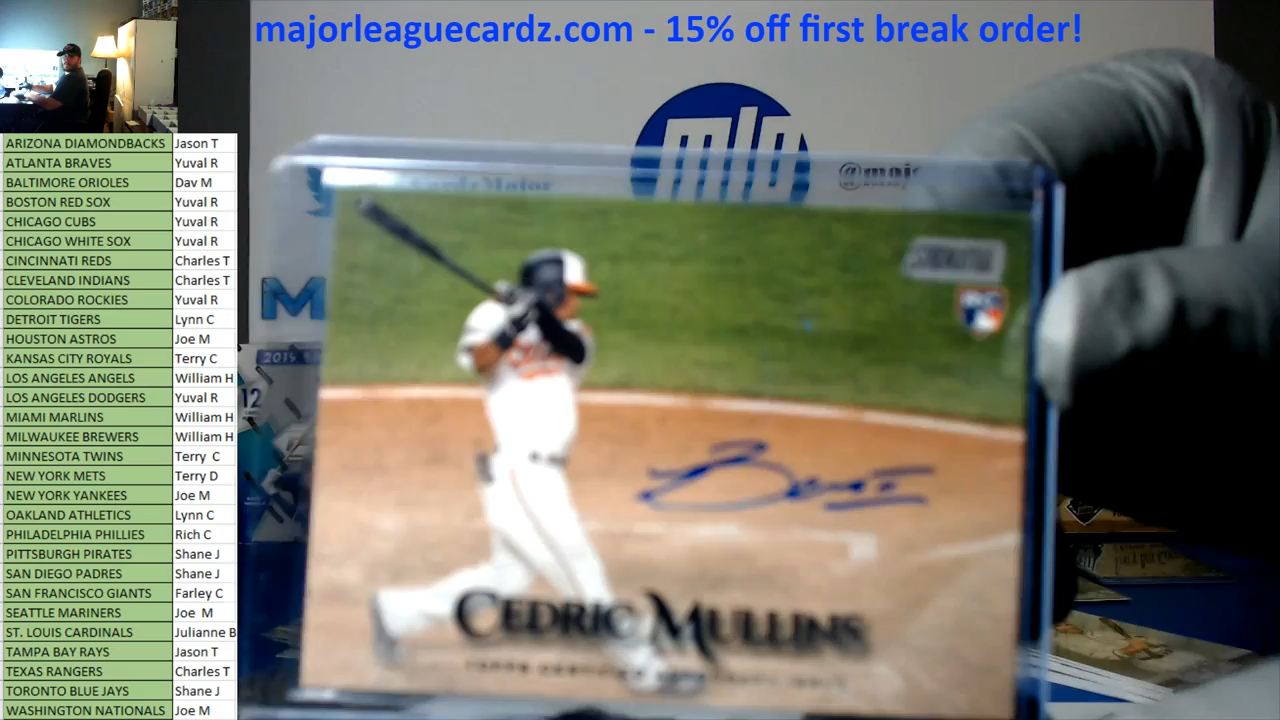 majorleaguecardz.com - 15% off first break order!
mlc
@maj
CEDRIC MULLINS
2019
12
M
ARIZONA DIAMONDBACKS Jason T
ATLANTA BRAVES Yuval R
BALTIMORE ORIOLES Dav M
BOSTON RED SOX Yuval R
CHICAGO CUBS Yuval R
CHICAGO WHITE SOX Yuval R
CINCINNATI REDS Charles T
CLEVELAND INDIANS Charles T
COLORADO ROCKIES Yuval R
DETROIT TIGERS Lynn C
HOUSTON ASTROS Joe M
KANSAS CITY ROYALS Terry C
LOS ANGELES ANGELS William H
LOS ANGELES DODGERS Yuval R
MIAMI MARLINS William H
MILWAUKEE BREWERS William H
MINNESOTA TWINS Terry C
NEW YORK METS Terry D
NEW YORK YANKEES Joe M
OAKLAND ATHLETICS Lynn C
PHILADELPHIA PHILLIES Rich C
PITTSBURGH PIRATES Shane J
SAN DIEGO PADRES Shane J
SAN FRANCISCO GIANTS Farley C
SEATTLE MARINERS Joe M
ST. LOUIS CARDINALS Julianne B
TAMPA BAY RAYS Jason T
TEXAS RANGERS Charles T
TORONTO BLUE JAYS Shane J
WASHINGTON NATIONALS Joe M